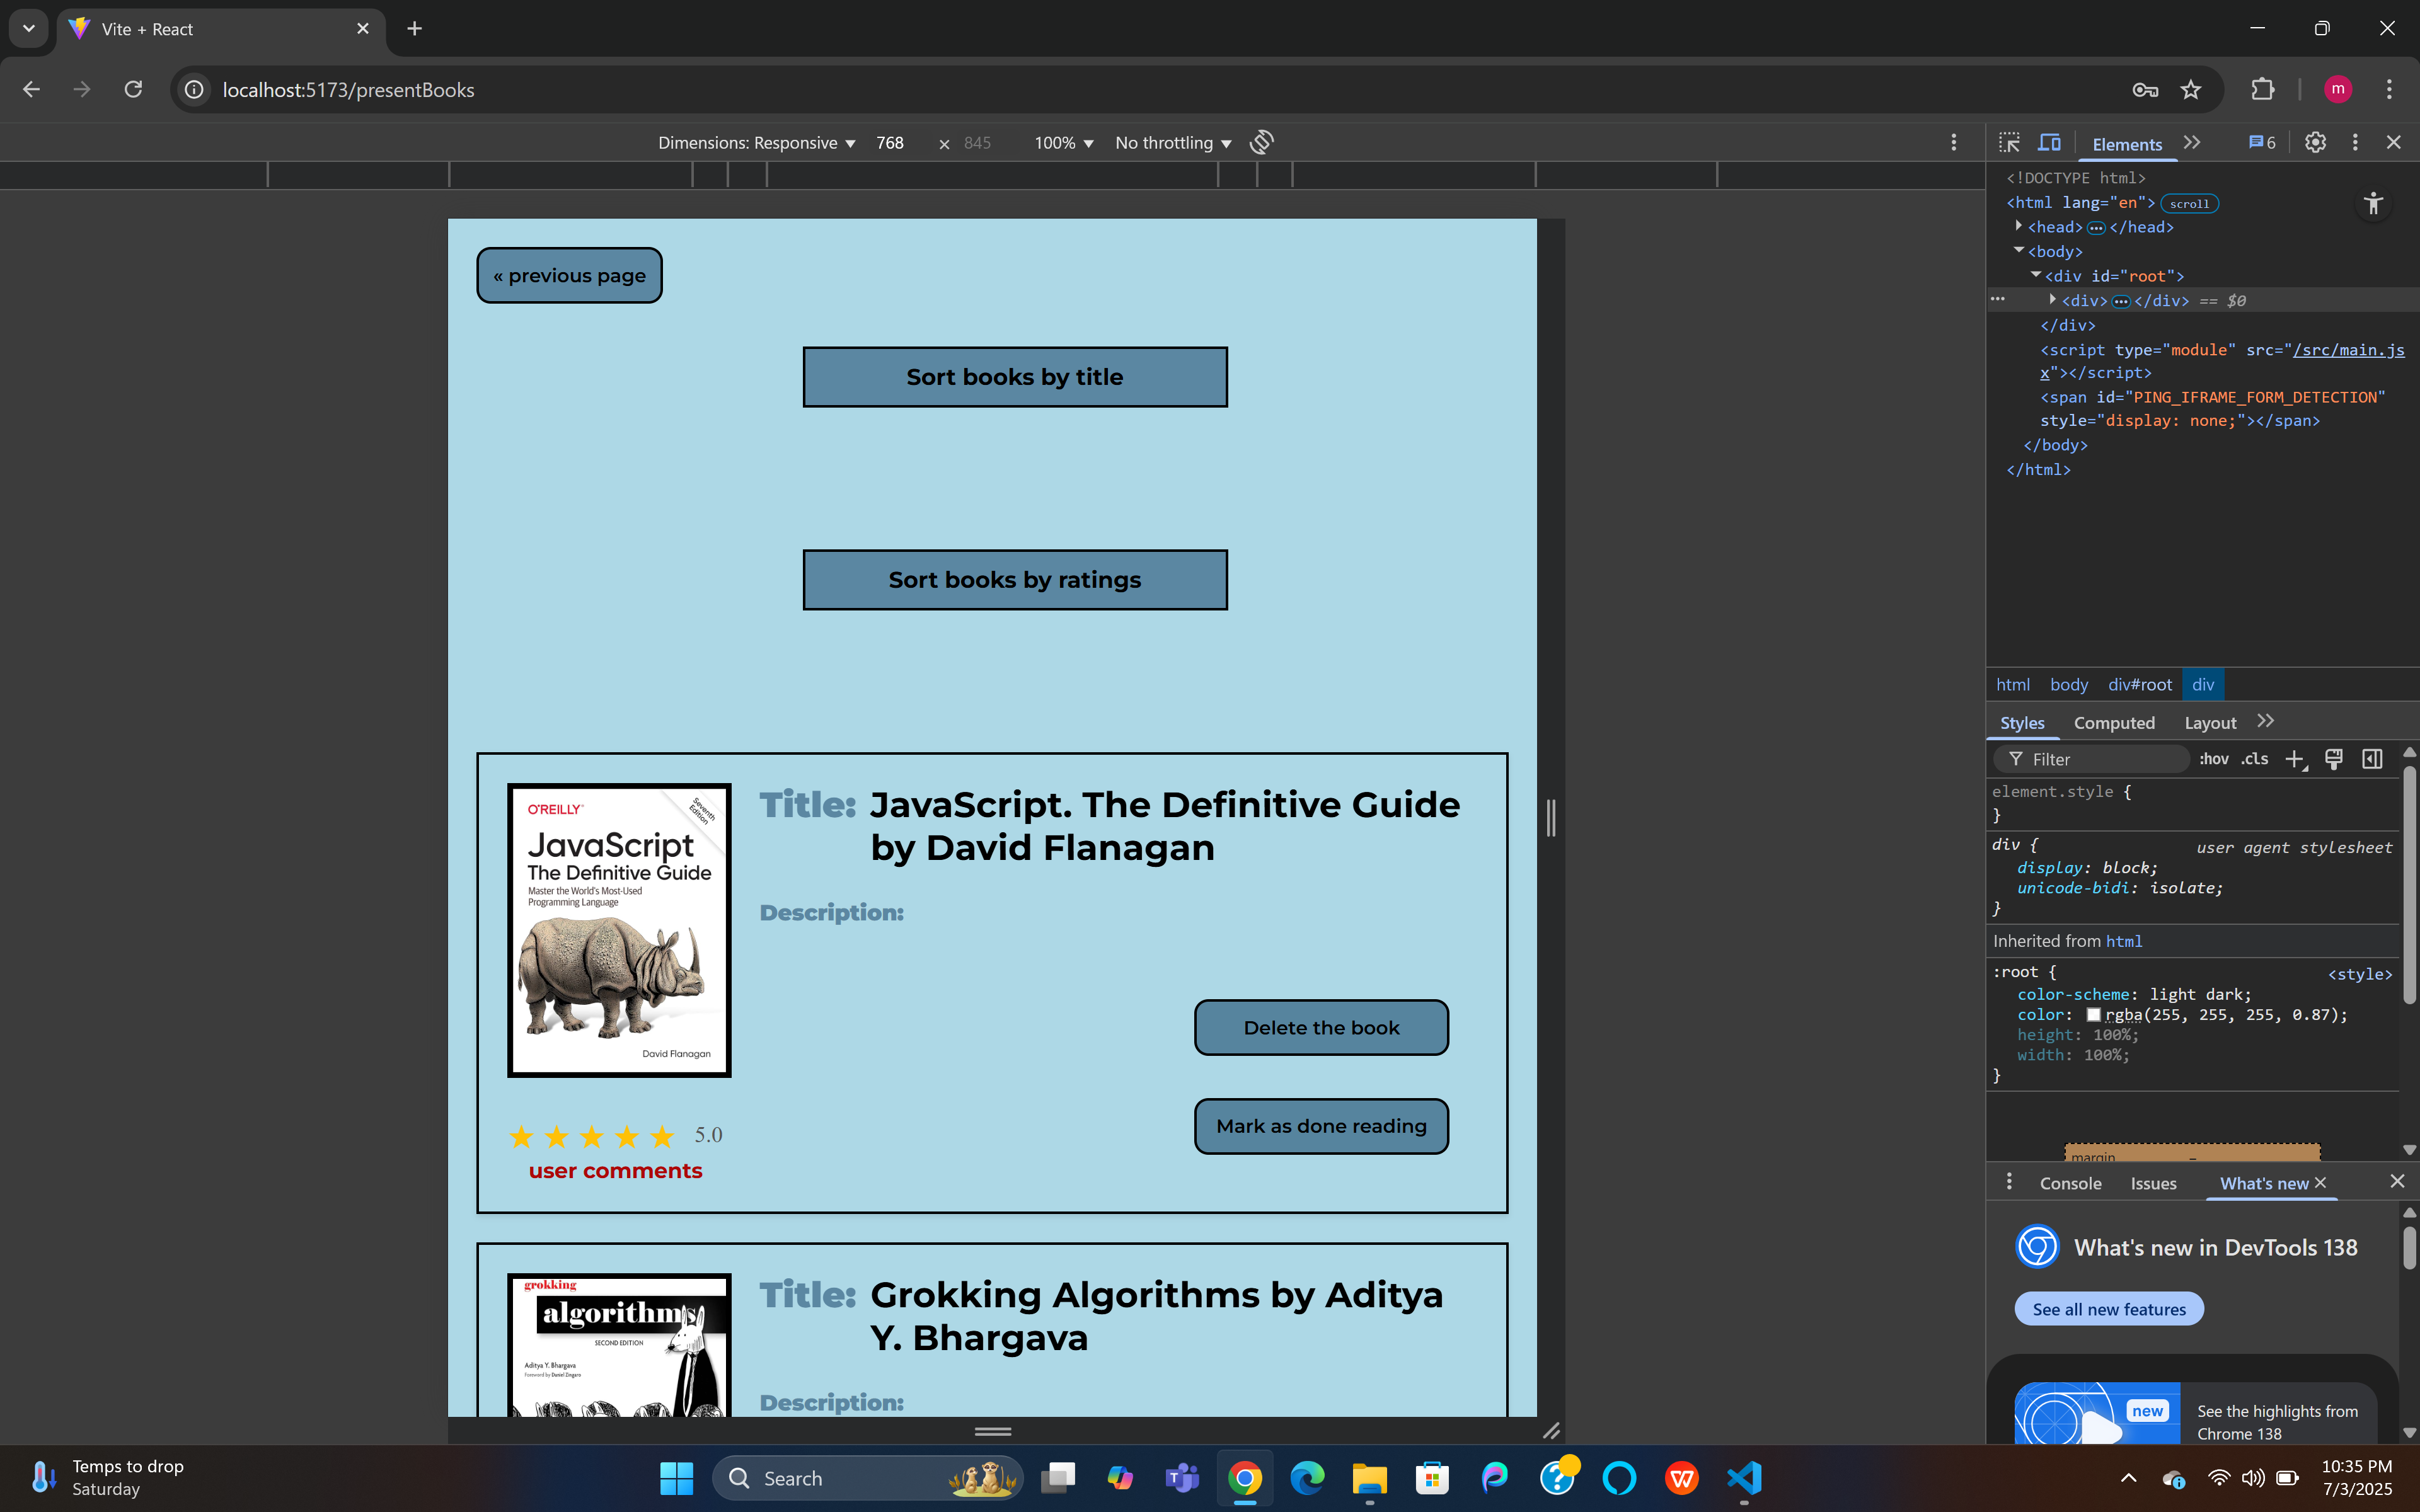 Vite + React
localhost:5173/presentBooks
m
Dimensions: Responsive 768 × 845 100% No throttling
Elements 6
<!DOCTYPE html>
<html lang="en"> scroll
<head> ··· </head>
<body>
<div id="root">
··· <div> ··· </div> == $0
</div>
<script type="module" src="/src/main.js
x"></script>
<span id="PING_IFRAME_FORM_DETECTION"
style="display: none;"></span>
</body>
</html>
html body div#root div
Styles Computed Layout
Filter :hov .cls
element.style {
}
div { user agent stylesheet
display: block;
unicode-bidi: isolate;
}
Inherited from html
:root { <style>
color-scheme: light dark;
color: rgba(255, 255, 255, 0.87);
height: 100%;
width: 100%;
}
margin –
Console Issues What's new
What's new in DevTools 138
See all new features
new
See the highlights from
Chrome 138
« previous page
Sort books by title
Sort books by ratings
O'REILLY
Seventh
Edition
JavaScript
The Definitive Guide
Master the World's Most-Used
Programming Language
David Flanagan
Title: JavaScript. The Definitive Guide
by David Flanagan
Description:
Delete the book
Mark as done reading
5.0
user comments
grokking
algorithms
SECOND EDITION
Aditya Y. Bhargava
Foreword by Daniel Zingaro
Title: Grokking Algorithms by Aditya
Y. Bhargava
Description:
Temps to drop
Saturday
Search
10:35 PM
7/3/2025